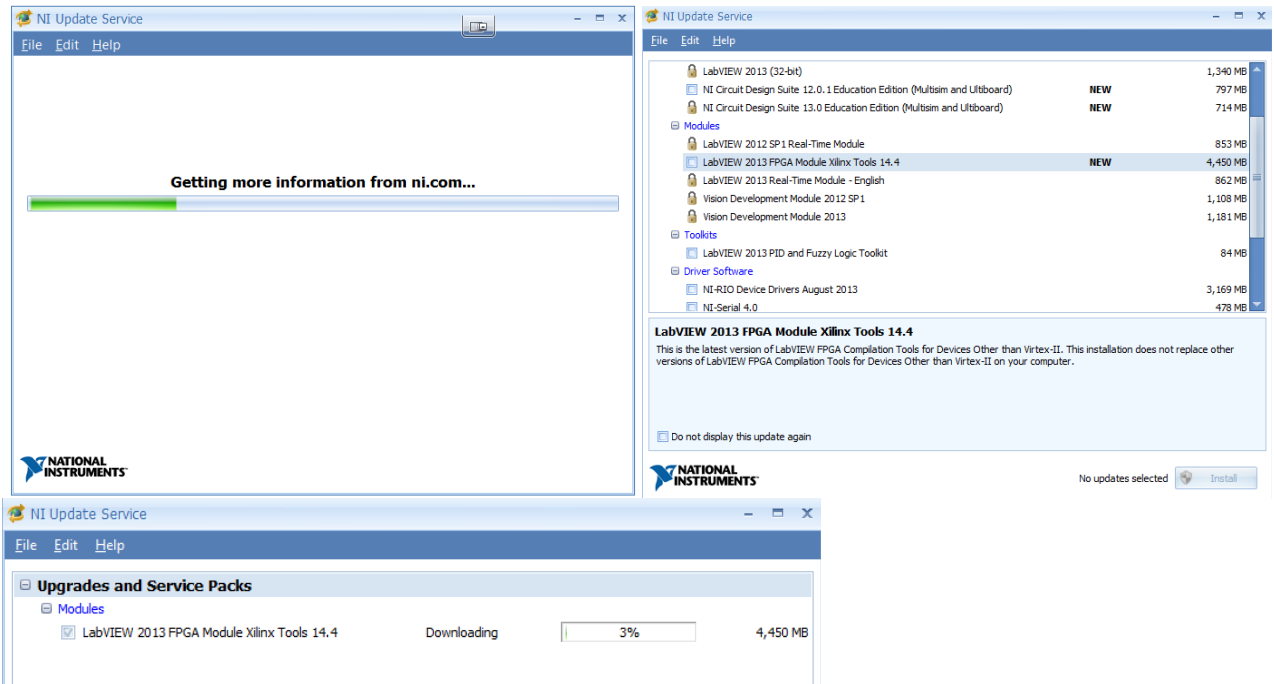 NI Update Service
File Edit Help
Getting more information from ni.com...
NATIONAL
INSTRUMENTS
NI Update Service
File Edit Help
LabVIEW 2013 (32-bit) 1,340 MB
NI Circuit Design Suite 12.0.1 Education Edition (Multisim and Ultiboard) NEW 797 MB
NI Circuit Design Suite 13.0 Education Edition (Multisim and Ultiboard) NEW 714 MB
Modules
LabVIEW 2012 SP1 Real-Time Module 853 MB
LabVIEW 2013 FPGA Module Xilinx Tools 14.4 NEW 4,450 MB
LabVIEW 2013 Real-Time Module - English 862 MB
Vision Development Module 2012 SP1 1,108 MB
Vision Development Module 2013 1,181 MB
Toolkits
LabVIEW 2013 PID and Fuzzy Logic Toolkit 84 MB
Driver Software
NI-RIO Device Drivers August 2013 3,169 MB
NI-Serial 4.0 478 MB
LabVIEW 2013 FPGA Module Xilinx Tools 14.4
This is the latest version of LabVIEW FPGA Compilation Tools for Devices Other than Virtex-II. This installation does not replace other
versions of LabVIEW FPGA Compilation Tools for Devices Other than Virtex-II on your computer.
Do not display this update again
NATIONAL
INSTRUMENTS
No updates selected Install
NI Update Service
File Edit Help
Upgrades and Service Packs
Modules
LabVIEW 2013 FPGA Module Xilinx Tools 14.4 Downloading 3% 4,450 MB